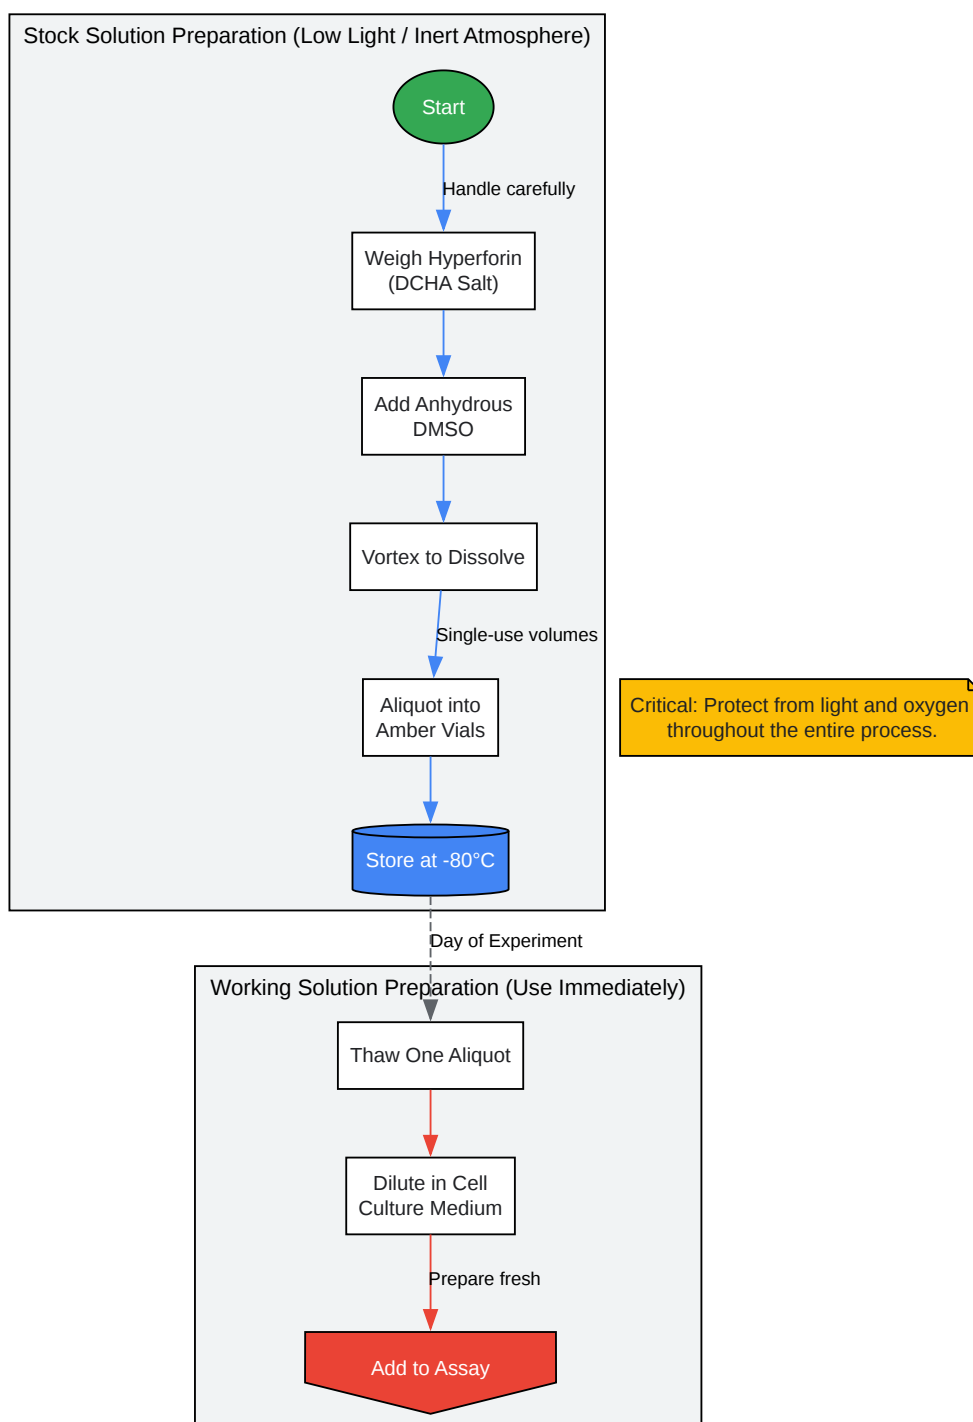 Stock Solution Preparation (Low Light / Inert Atmosphere)
Start
Handle carefully
Weigh Hyperforin
(DCHA Salt)
Add Anhydrous
DMSO
Vortex to Dissolve
Single-use volumes
Aliquot into
Amber Vials
Critical: Protect from light and oxygen
throughout the entire process.
Store at -80°C
Day of Experiment
Working Solution Preparation (Use Immediately)
Thaw One Aliquot
Dilute in Cell
Culture Medium
Prepare fresh
Add to Assay